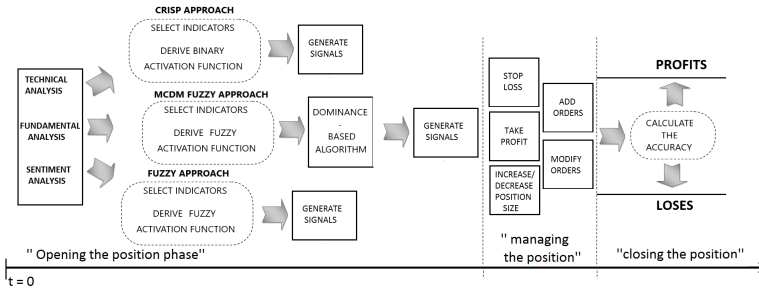 CRISP APPROACH
SELECT INDICATORS
DERIVE BINARY
ACTIVATION FUNCTION
GENERATE
SIGNALS
TECHNICAL
ANALYSIS
FUNDAMENTAL
ANALYSIS
SENTIMENT
ANALYSIS
MCDM FUZZY APPROACH
SELECT INDICATORS
DERIVE FUZZY
ACTIVATION FUNCTION
DOMINANCE
-
BASED
ALGORITHM
GENERATE
SIGNALS
FUZZY APPROACH
SELECT INDICATORS
DERIVE FUZZY
ACTIVATION FUNCTION
GENERATE
SIGNALS
STOP
LOSS
TAKE
PROFIT
INCREASE/
DECREASE
POSITION
SIZE
ADD
ORDERS
MODIFY
ORDERS
PROFITS
CALCULATE
THE
ACCURACY
LOSES
" Opening the position phase"
" managing
the position"
"closing the position"
t = 0